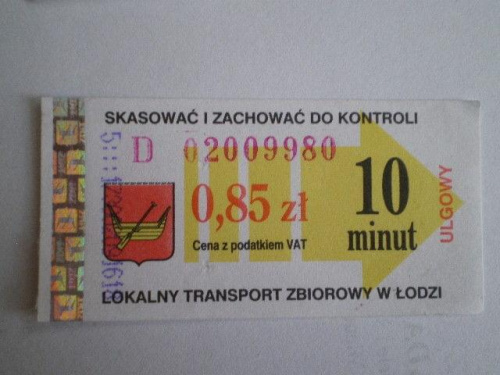 SKASOWAĆ I ZACHOWAĆ DO KONTROLI
D 02009980
0,85 zł
Cena z podatkiem VAT
10
minut
ULGOWY
LOKALNY TRANSPORT ZBIOROWY W ŁODZI